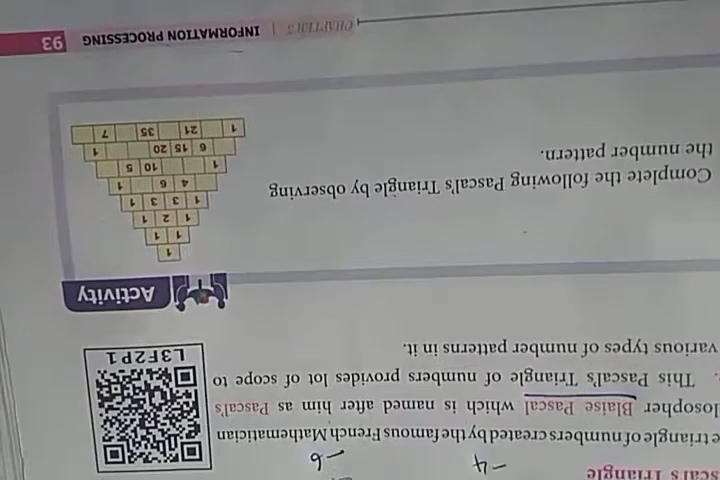 scal's Triangle
-4 -6
e triangle of numbers created by the famous French Mathematician
losopher Blaise Pascal which is named after him as Pascal's
. This Pascal's Triangle of numbers provides lot of scope to
various types of number patterns in it.
L3F2P1
Activity
Complete the following Pascal's Triangle by observing
the number pattern.
1
1 1
1 2 1
1 3 3 1
4 6 1
1 10 5
6 15 20 1
1 21 35 7
CHAPTER 5 | INFORMATION PROCESSING 93